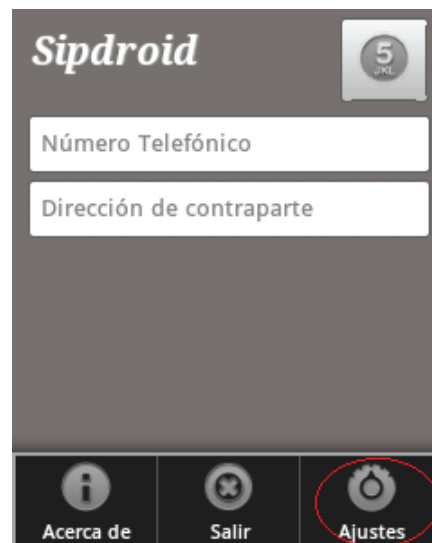 Sipdroid
5
JKL
Número Telefónico
Dirección de contraparte
Acerca de
Salir
Ajustes